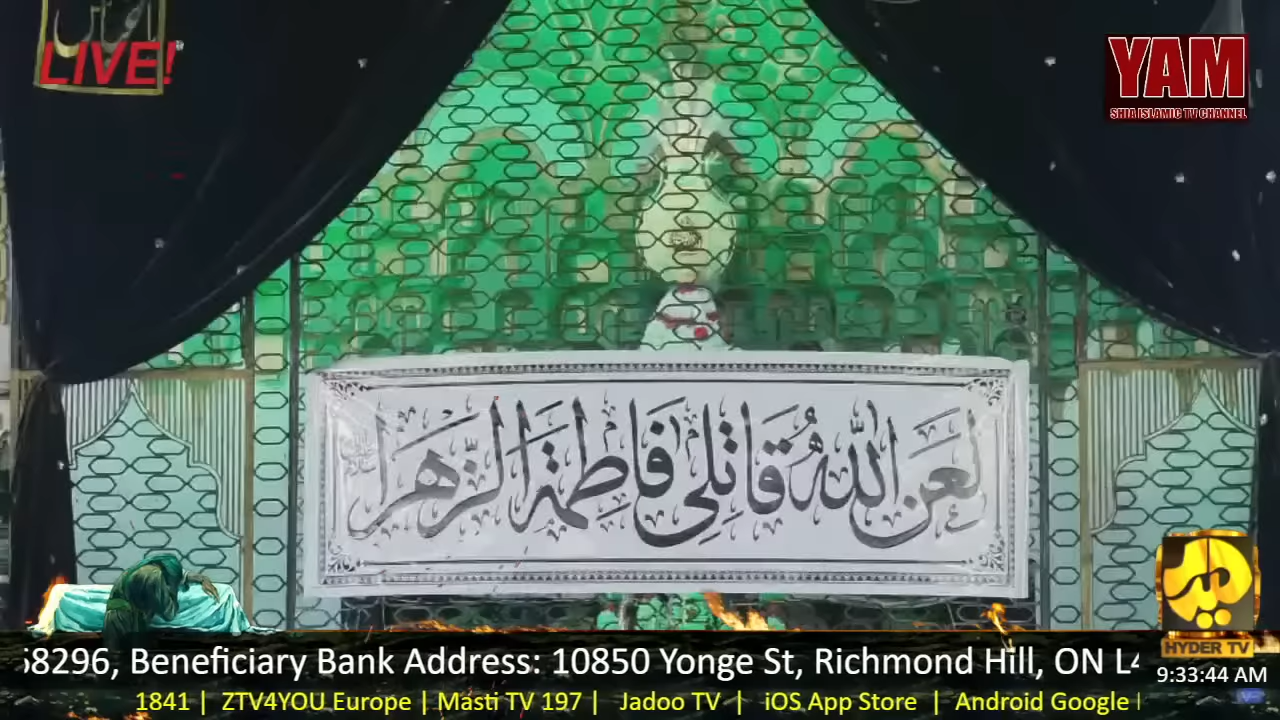 LIVE!
YAM
SHIA ISLAMIC TV CHANNEL
لعن الله قاتلي فاطمة الزهرا
HYDER TV
68296, Beneficiary Bank Address: 10850 Yonge St, Richmond Hill, ON L4
9:33:44 AM
1841 | ZTV4YOU Europe | Masti TV 197 | Jadoo TV | iOS App Store | Android Google